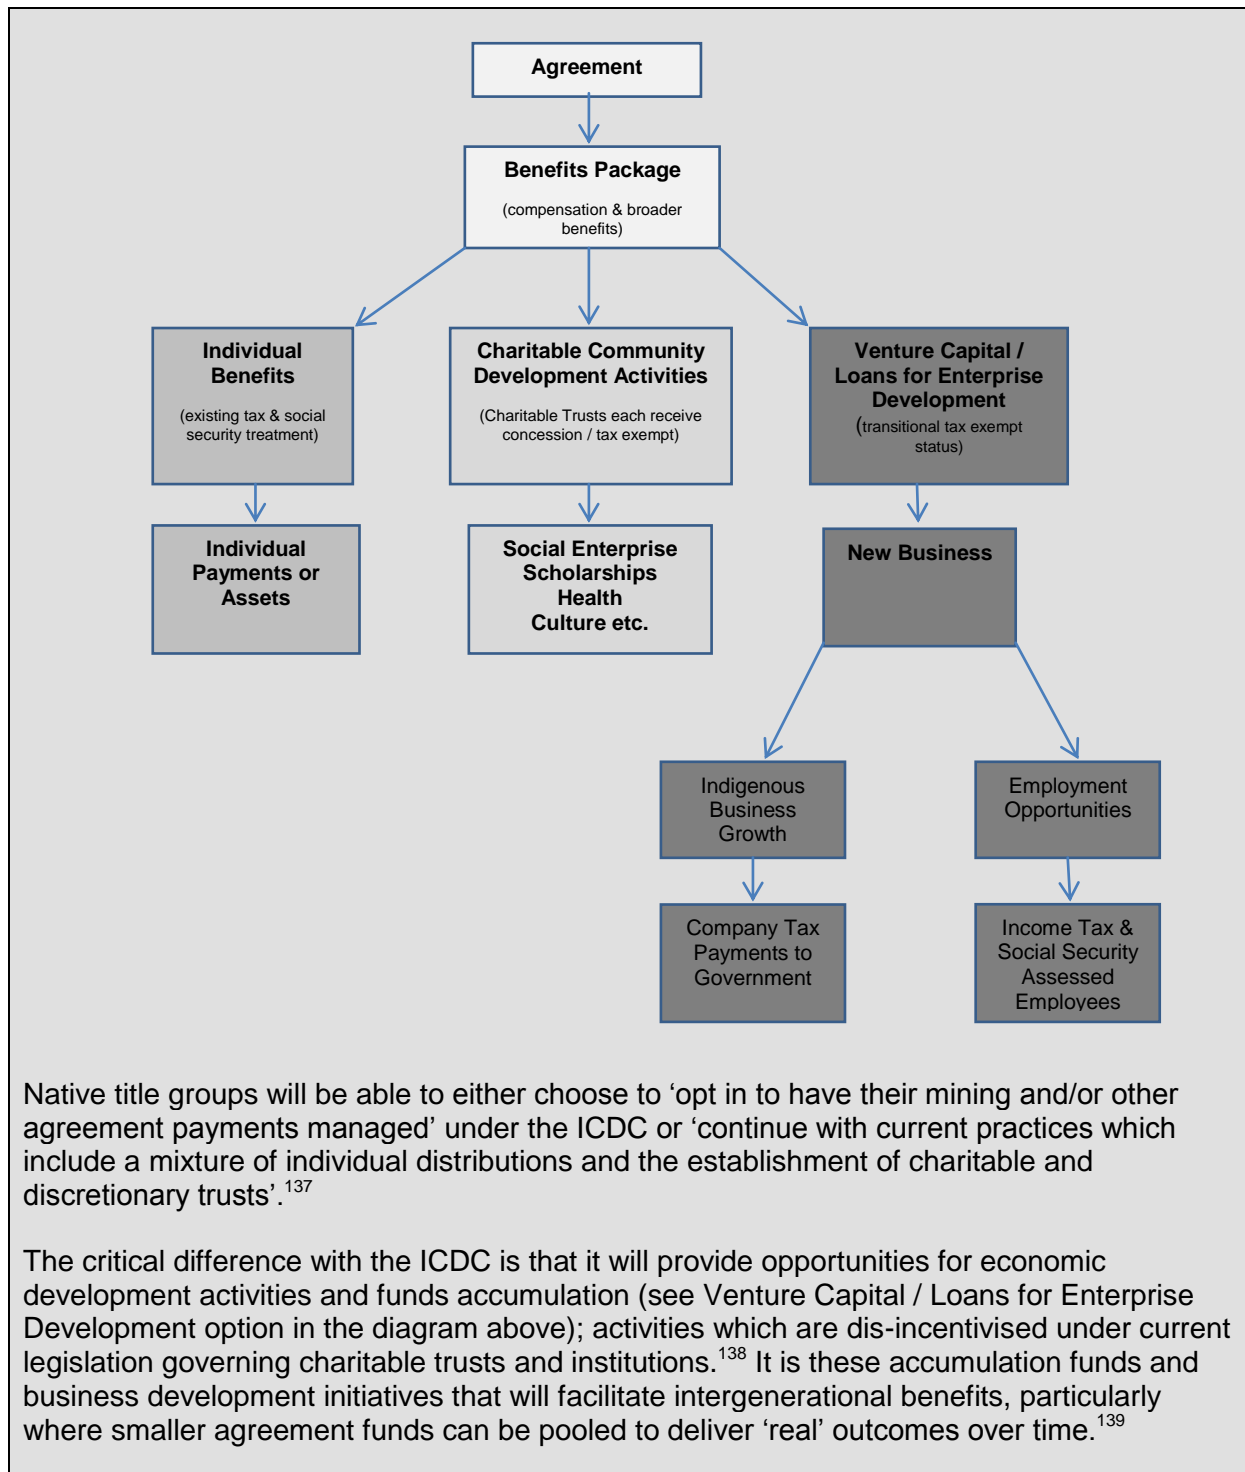 Agreement
Benefits Package
(compensation & broader
benefits)
Individual
Benefits
(existing tax & social
security treatment)
Charitable Community
Development Activities
(Charitable Trusts each receive
concession / tax exempt)
Venture Capital /
Loans for Enterprise
Development
(transitional tax exempt
status)
Individual
Payments or
Assets
Social Enterprise
Scholarships
Health
Culture etc.
New Business
Indigenous
Business
Growth
Employment
Opportunities
Company Tax
Payments to
Government
Income Tax &
Social Security
Assessed
Employees
Native title groups will be able to either choose to ‘opt in to have their mining and/or other
agreement payments managed’ under the ICDC or ‘continue with current practices which
include a mixture of individual distributions and the establishment of charitable and
discretionary trusts’.137
The critical difference with the ICDC is that it will provide opportunities for economic
development activities and funds accumulation (see Venture Capital / Loans for Enterprise
Development option in the diagram above); activities which are dis-incentivised under current
legislation governing charitable trusts and institutions.138 It is these accumulation funds and
business development initiatives that will facilitate intergenerational benefits, particularly
where smaller agreement funds can be pooled to deliver ‘real’ outcomes over time.139